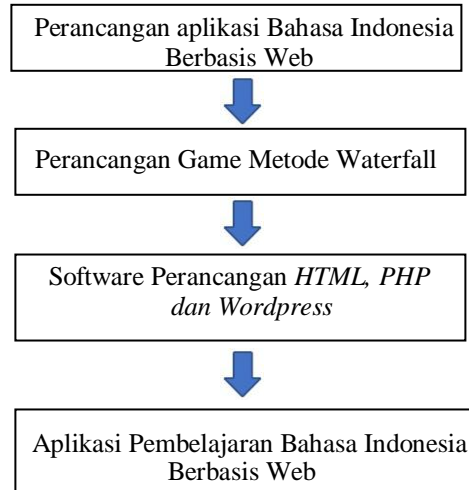 Perancangan aplikasi Bahasa Indonesia
Berbasis Web
Perancangan Game Metode Waterfall
Software Perancangan HTML, PHP
dan Wordpress
Aplikasi Pembelajaran Bahasa Indonesia
Berbasis Web